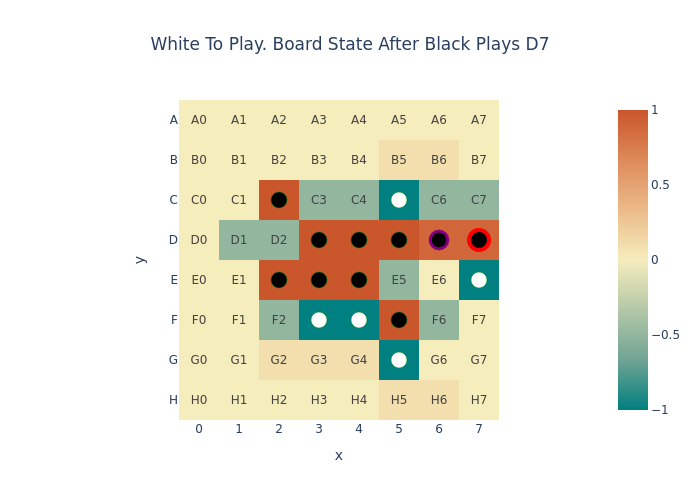 White To Play. Board State After Black Plays D7
A A0 A1 A2 A3 A4 A5 A6 A7 1
B B0 B1 B2 B3 B4 B5 B6 B7
C C0 C1 C3 C4 C6 C7 0.5
D D0 D1 D2
y 0
E E0 E1 E5 E6
F F0 F1 F2 F6 F7 −0.5
G G0 G1 G2 G3 G4 G6 G7
H H0 H1 H2 H3 H4 H5 H6 H7 −1
0 1 2 3 4 5 6 7
x